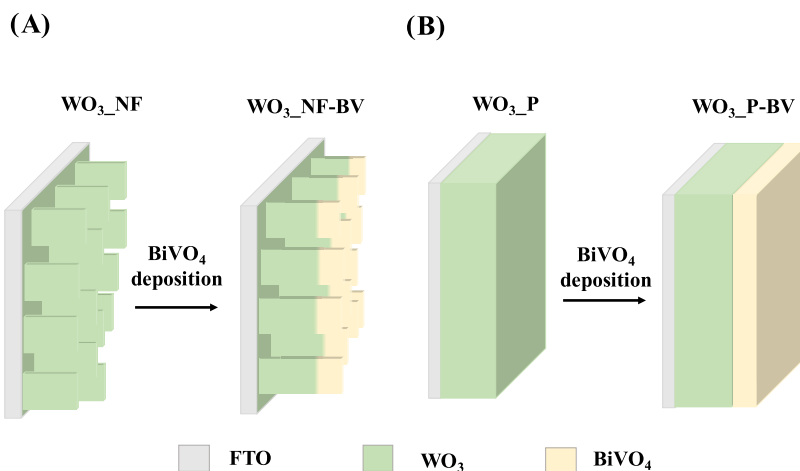 (A)
(B)
WO₃_NF
WO₃_NF-BV
WO₃_P
WO₃_P-BV
BiVO₄
deposition
BiVO₄
deposition
FTO
WO₃
BiVO₄